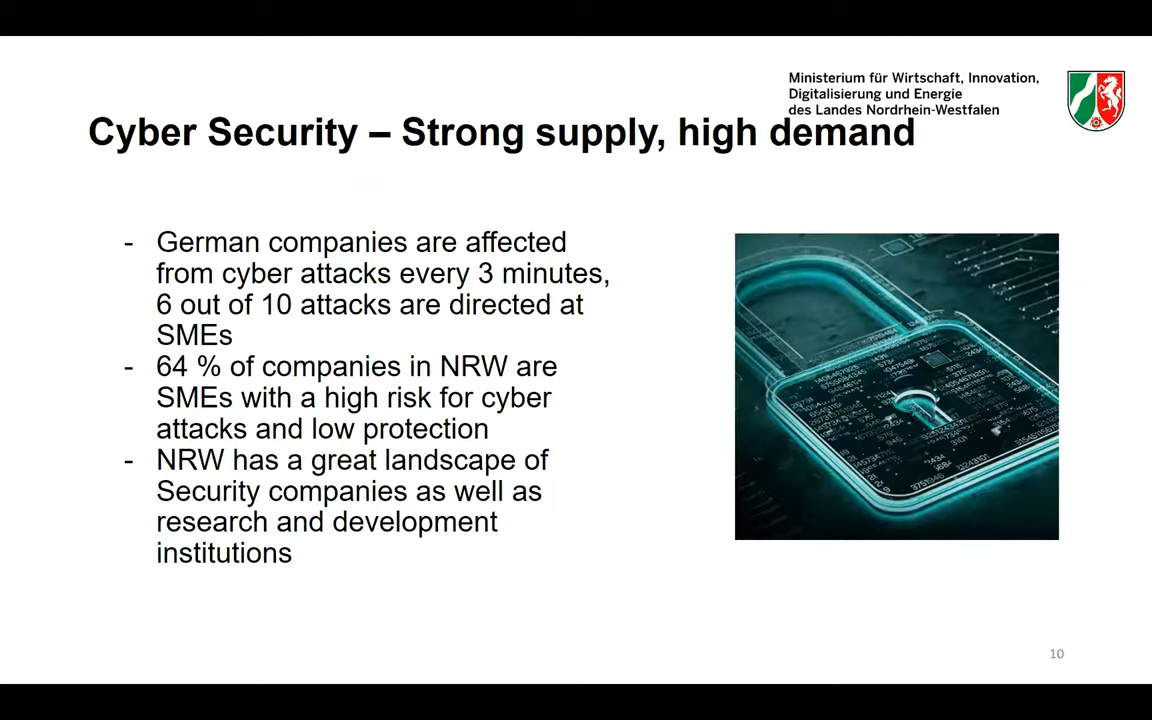 Ministerium für Wirtschaft, Innovation,
Digitalisierung und Energie
des Landes Nordrhein-Westfalen
Cyber Security – Strong supply, high demand
- German companies are affected
from cyber attacks every 3 minutes,
6 out of 10 attacks are directed at
SMEs
- 64 % of companies in NRW are
SMEs with a high risk for cyber
attacks and low protection
- NRW has a great landscape of
Security companies as well as
research and development
institutions
10